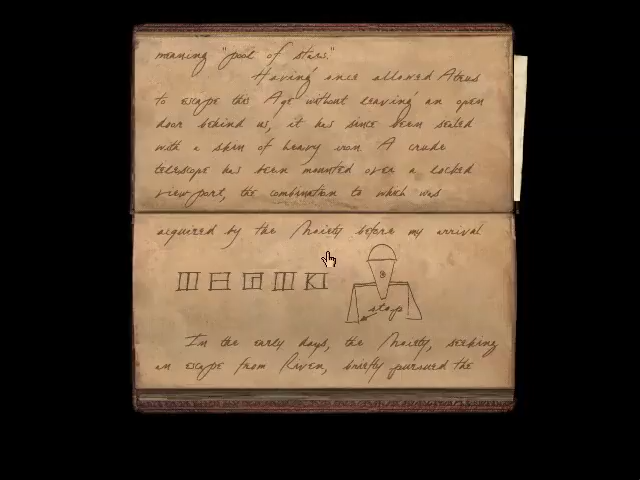 meaning "pool of stars."
Having once allowed Atrus
to escape this Age without leaving an open
door behind us, it has since been sealed
with a skin of heavy iron. A crude
telescope has been mounted over a locked
viewport, the combination to which was
acquired by the Moiety before my arrival
stop
In the early days, the Moiety, seeking
an escape from Riven, briefly pursued the